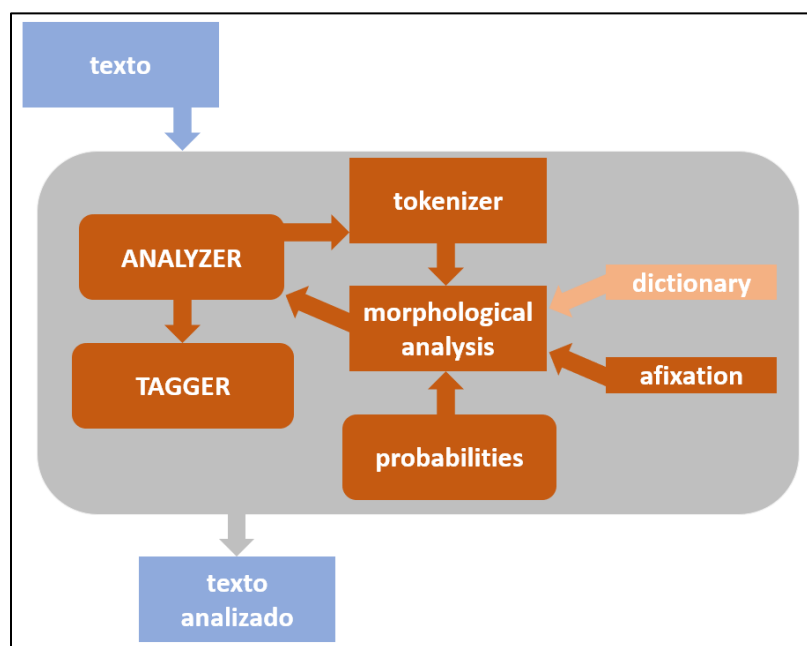 texto
tokenizer
ANALYZER
dictionary
morphological
analysis
TAGGER
afixation
probabilities
texto
analizado